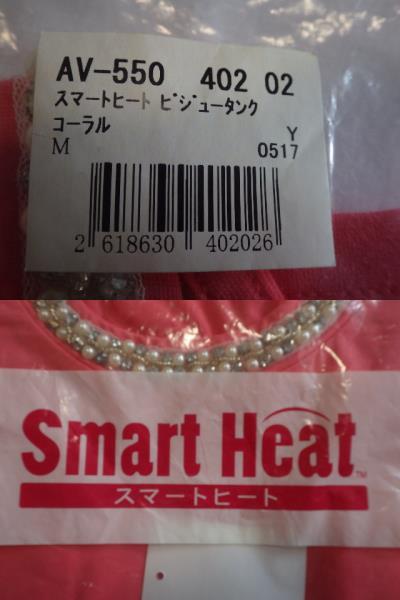 AV-550 402 02
スマートヒート ビジュータンク
コーラル
Y
M
0517
2 618630 402026
Smart Heat™
スマートヒート